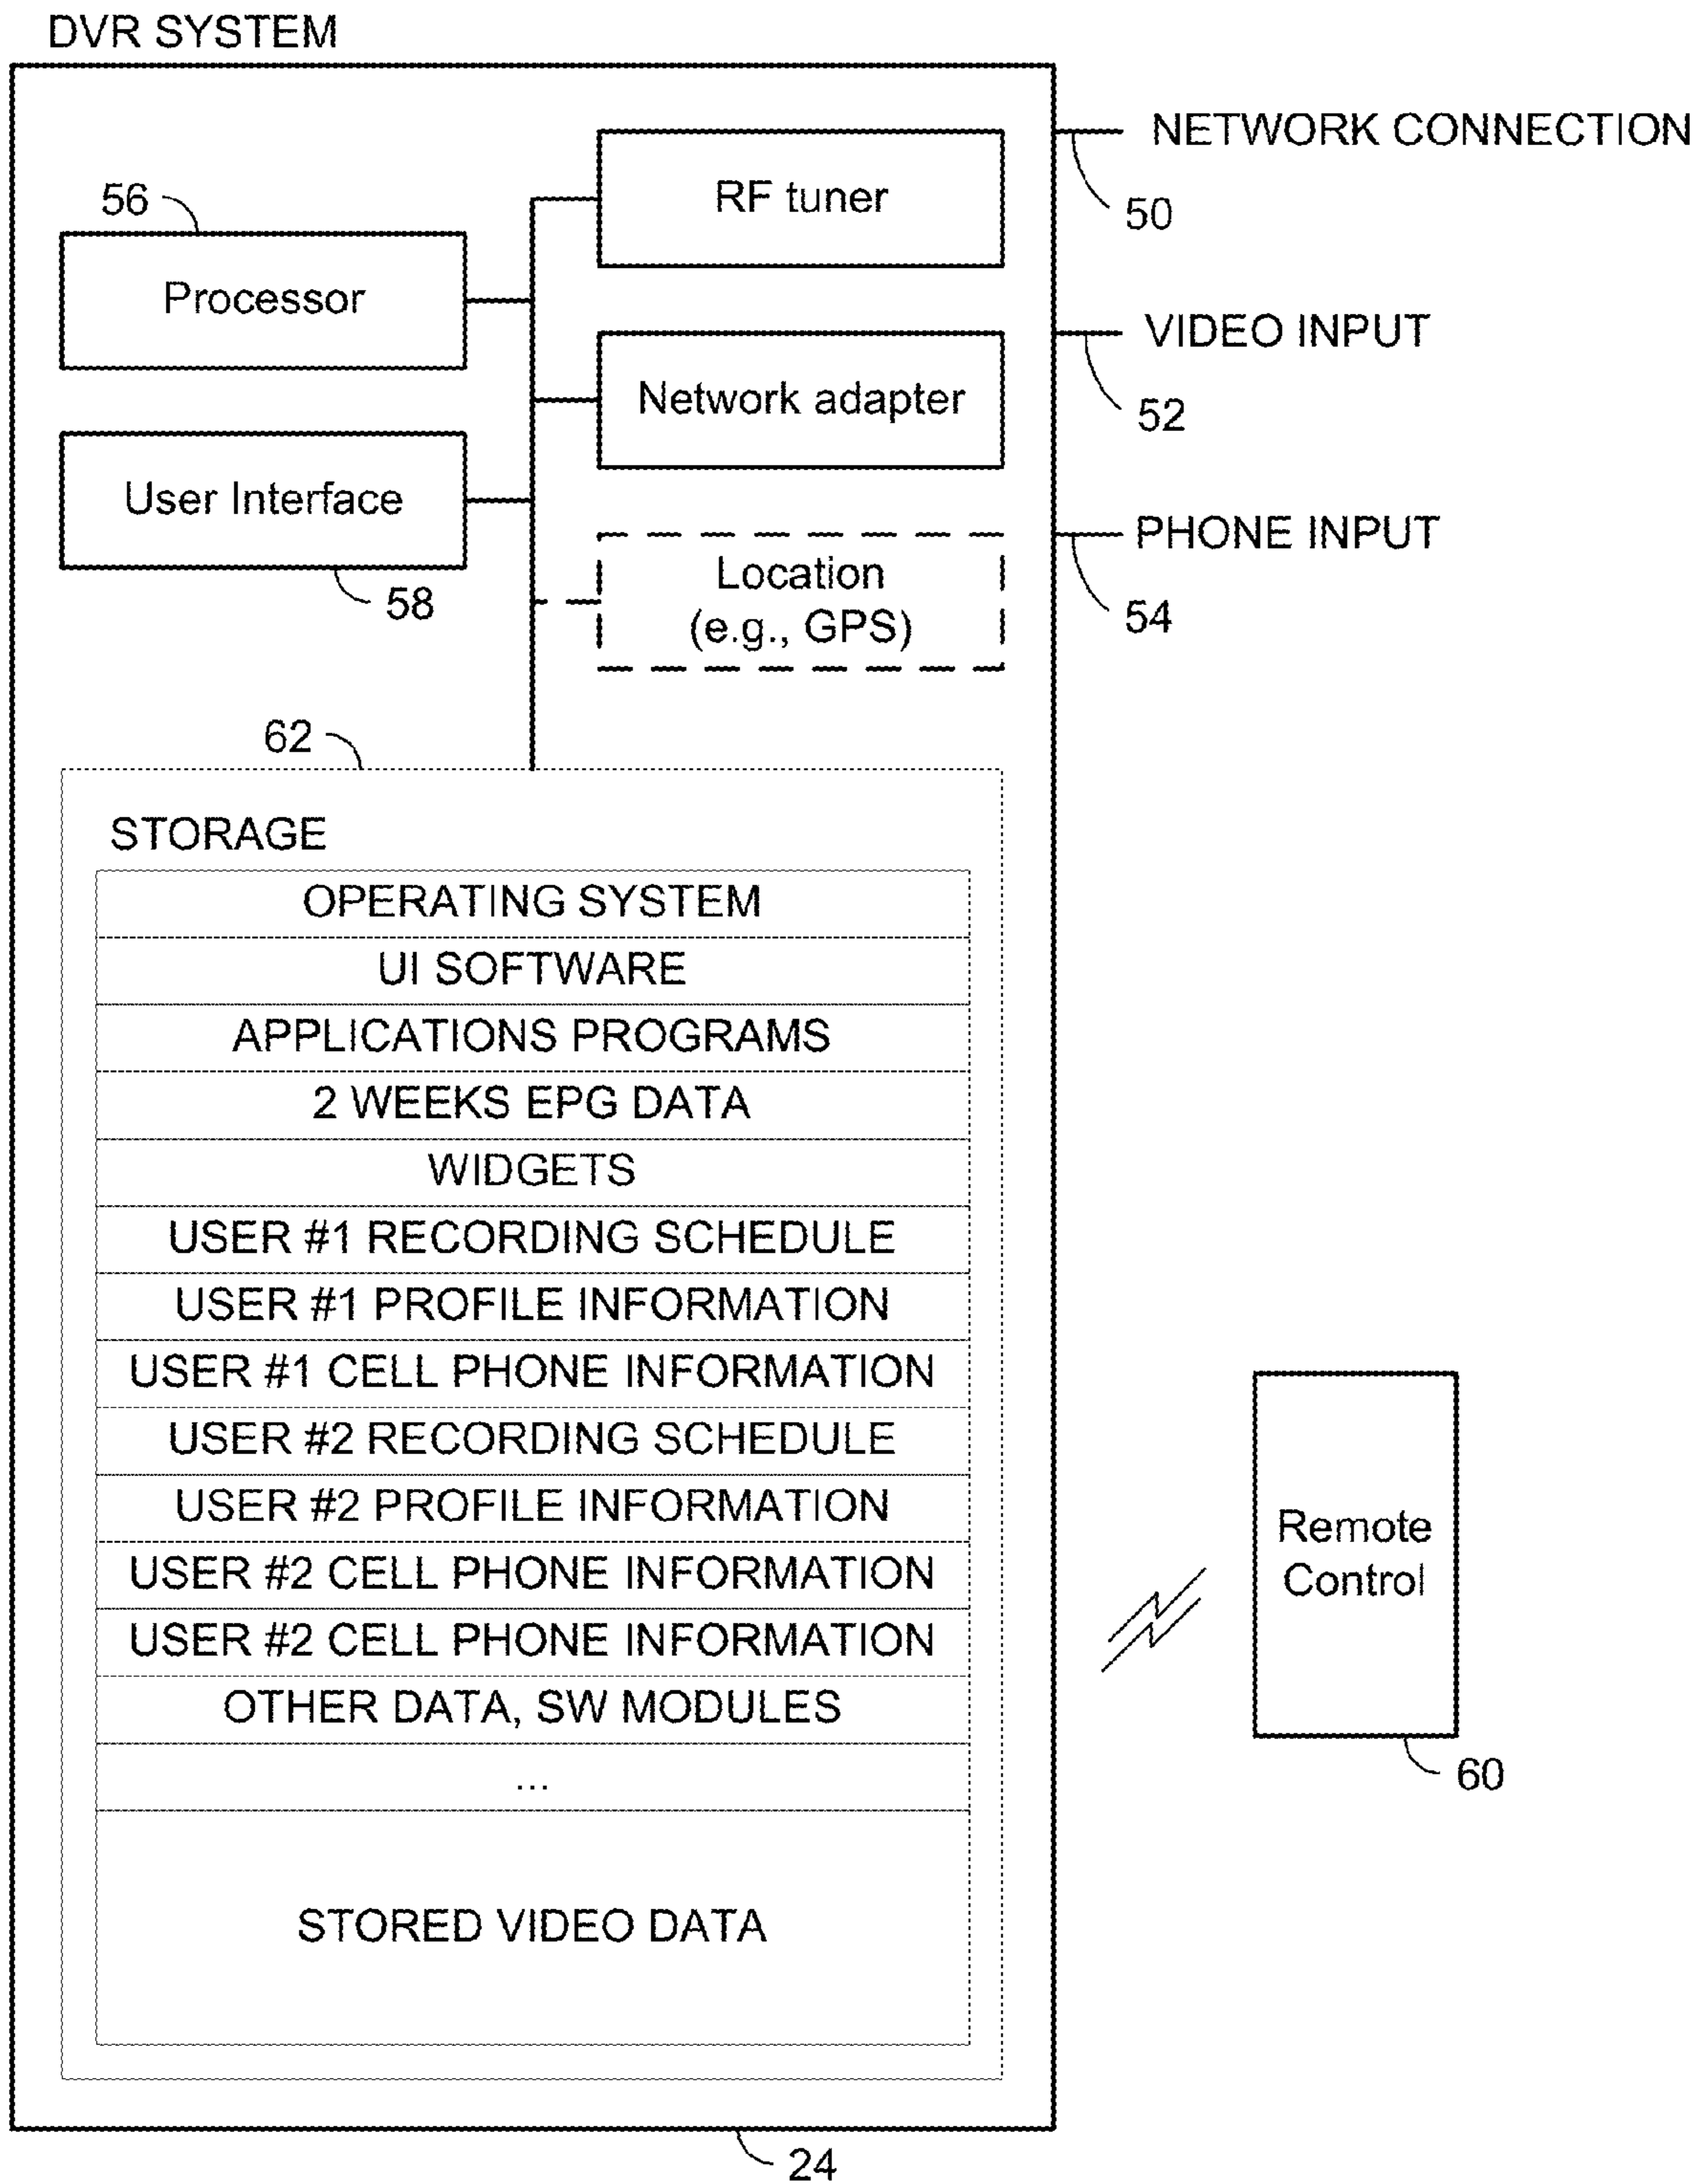 DVR SYSTEM
NETWORK CONNECTION
50
RF tuner
56
Processor
VIDEO INPUT
52
Network adapter
User Interface
58
PHONE INPUT
54
Location
(e.g., GPS)
62
STORAGE
OPERATING SYSTEM
UI SOFTWARE
APPLICATIONS PROGRAMS
2 WEEKS EPG DATA
WIDGETS
USER #1 RECORDING SCHEDULE
USER #1 PROFILE INFORMATION
USER #1 CELL PHONE INFORMATION
USER #2 RECORDING SCHEDULE
USER #2 PROFILE INFORMATION
USER #2 CELL PHONE INFORMATION
USER #2 CELL PHONE INFORMATION
OTHER DATA, SW MODULES
...
STORED VIDEO DATA
Remote
Control
60
24